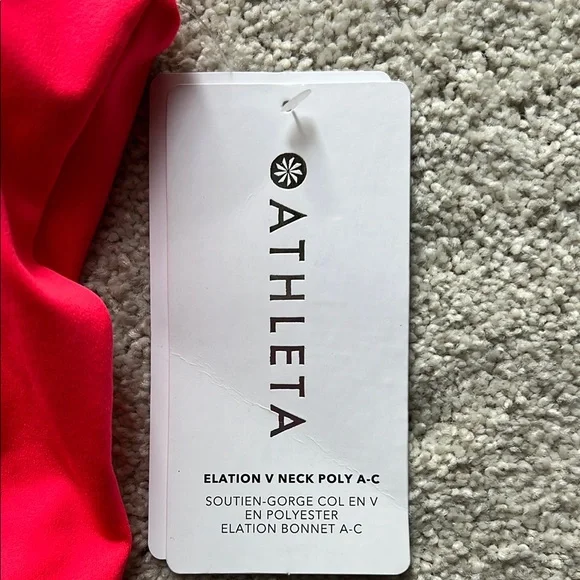 ATHLETA
ELATION V NECK POLY A-C
SOUTIEN-GORGE COL EN V
EN POLYESTER
ELATION BONNET A-C